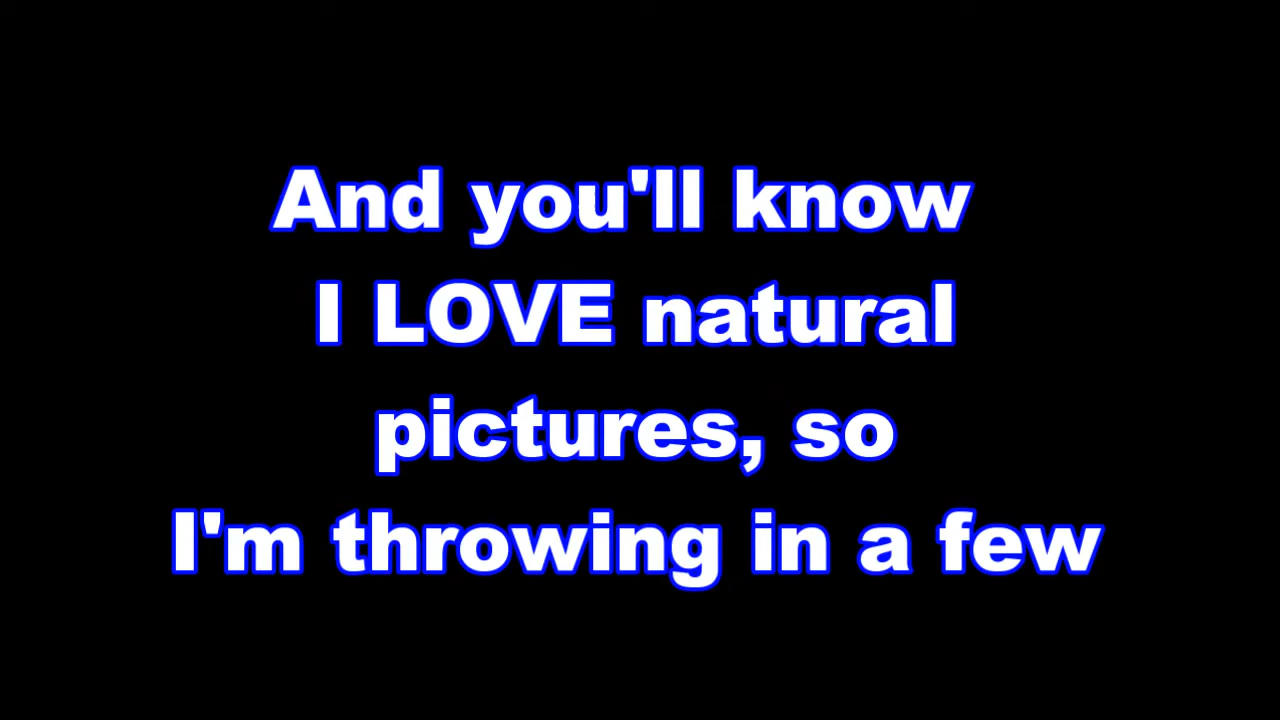 And you'll know
I LOVE natural
pictures, so
I'm throwing in a few